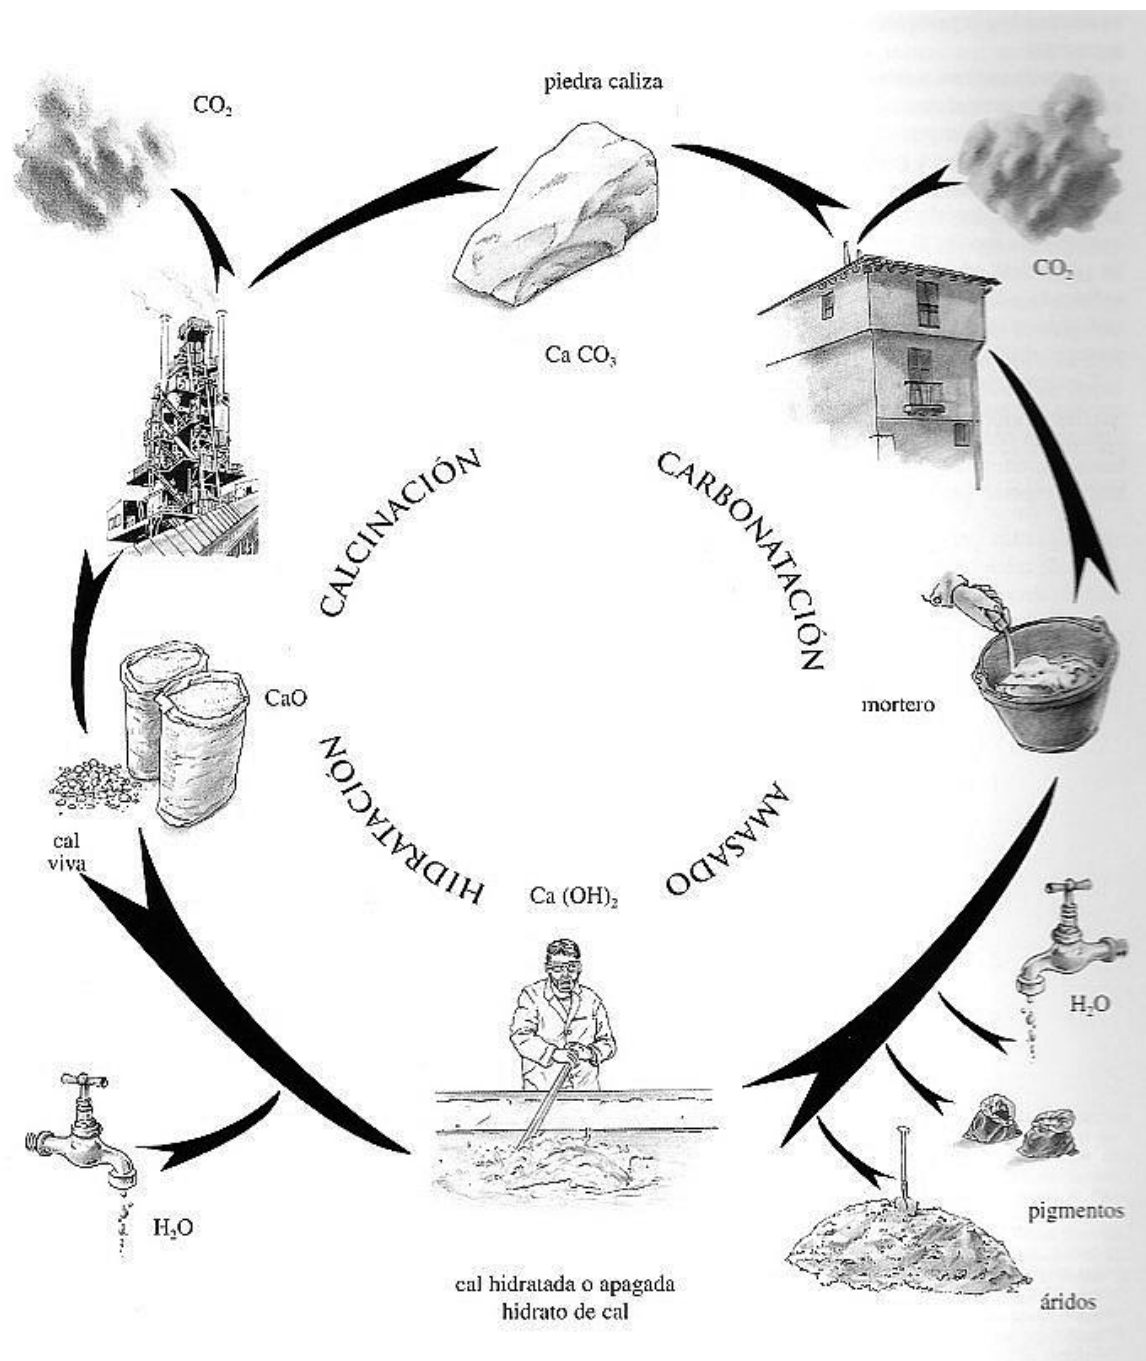 piedra caliza
CO₂
CO₂
Ca CO₃
CALCINACIÓN
CARBONATACIÓN
CaO
mortero
cal
viva
HIDRATACIÓN
AMASADO
Ca (OH)₂
H₂O
H₂O
pigmentos
cal hidratada o apagada
hidrato de cal
áridos